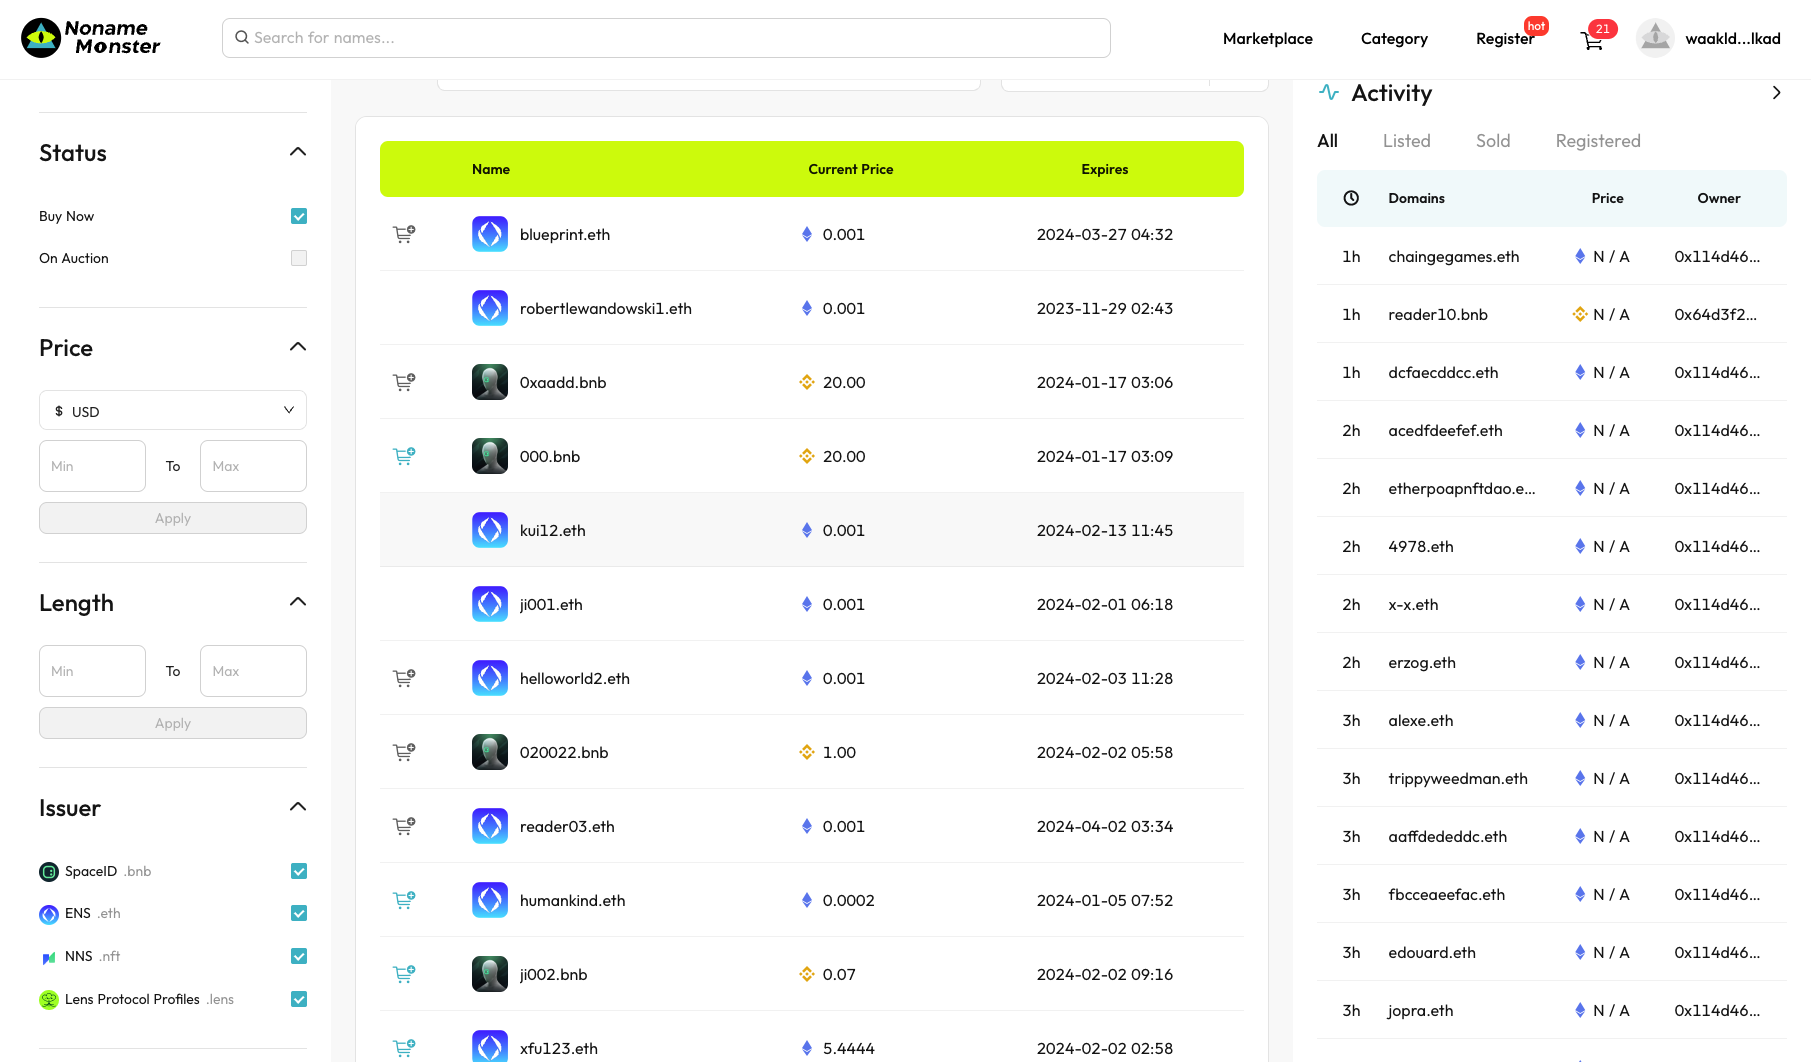 Noname
Monster
Search for names...
Marketplace
Category
Register
hot
21
waakld...lkad
Status
Buy Now
On Auction
Price
$ USD
Min To Max
Apply
Length
Min To Max
Apply
Issuer
SpaceID .bnb
ENS .eth
NNS .nft
Lens Protocol Profiles .lens
Name Current Price Expires
blueprint.eth 0.001 2024-03-27 04:32
robertlewandowski1.eth 0.001 2023-11-29 02:43
0xaadd.bnb 20.00 2024-01-17 03:06
000.bnb 20.00 2024-01-17 03:09
kui12.eth 0.001 2024-02-13 11:45
ji001.eth 0.001 2024-02-01 06:18
helloworld2.eth 0.001 2024-02-03 11:28
020022.bnb 1.00 2024-02-02 05:58
reader03.eth 0.001 2024-04-02 03:34
humankind.eth 0.0002 2024-01-05 07:52
ji002.bnb 0.07 2024-02-02 09:16
xfu123.eth 5.4444 2024-02-02 02:58
Activity
All Listed Sold Registered
Domains Price Owner
1h chaingegames.eth N / A 0x114d46...
1h reader10.bnb N / A 0x64d3f2...
1h dcfaecddcc.eth N / A 0x114d46...
2h acedfdeefef.eth N / A 0x114d46...
2h etherpoapnftdao.e... N / A 0x114d46...
2h 4978.eth N / A 0x114d46...
2h x-x.eth N / A 0x114d46...
2h erzog.eth N / A 0x114d46...
3h alexe.eth N / A 0x114d46...
3h trippyweedman.eth N / A 0x114d46...
3h aaffdededdc.eth N / A 0x114d46...
3h fbcceaeefac.eth N / A 0x114d46...
3h edouard.eth N / A 0x114d46...
3h jopra.eth N / A 0x114d46...